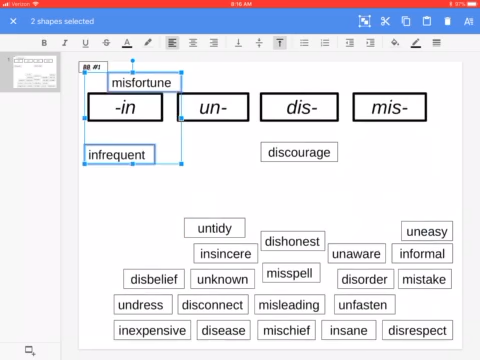 Verizon
8:16 AM
97%
2 shapes selected
B I U S A
BB #1
misfortune
-in un- dis- mis-
infrequent discourage
untidy uneasy
dishonest
insincere unaware informal
disbelief unknown misspell disorder mistake
undress disconnect misleading unfasten
inexpensive disease mischief insane disrespect